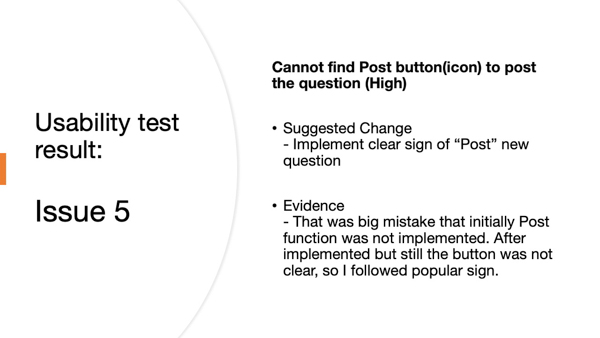 Usability test
result:
Issue 5
Cannot find Post button(icon) to post
the question (High)
• Suggested Change
- Implement clear sign of “Post” new
question
• Evidence
- That was big mistake that initially Post
function was not implemented. After
implemented but still the button was not
clear, so I followed popular sign.